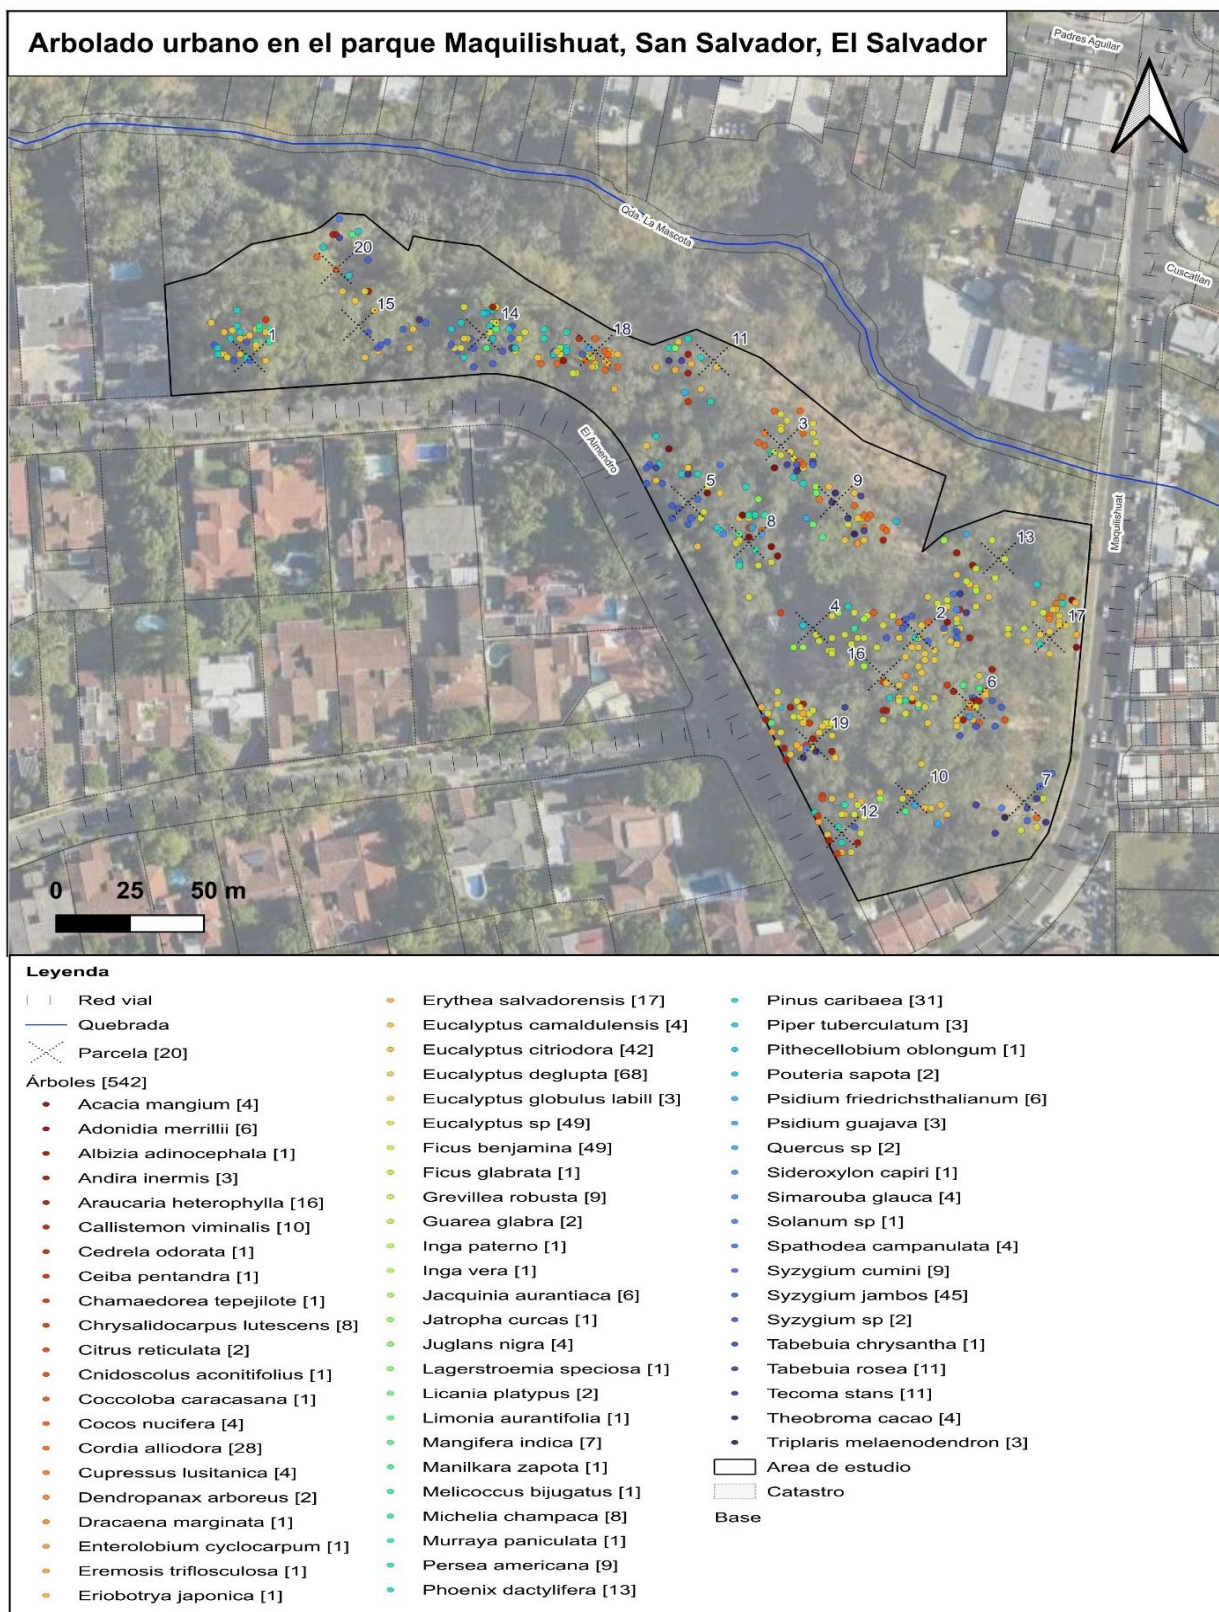 Arbolado urbano en el parque Maquilishuat, San Salvador, El Salvador
Padres Aguilar
Qda. La Mascota
Cuscatlan
20
15
1
14
18
11
3
El Almendro
5
9
8
Maquilishuat
13
4
2
17
16
6
19
10
7
12
0 25 50 m
Leyenda
Red vial
Quebrada
Parcela [20]
Árboles [542]
Acacia mangium [4]
Adonidia merrillii [6]
Albizia adinocephala [1]
Andira inermis [3]
Araucaria heterophylla [16]
Callistemon viminalis [10]
Cedrela odorata [1]
Ceiba pentandra [1]
Chamaedorea tepejilote [1]
Chrysalidocarpus lutescens [8]
Citrus reticulata [2]
Cnidoscolus aconitifolius [1]
Coccoloba caracasana [1]
Cocos nucifera [4]
Cordia alliodora [28]
Cupressus lusitanica [4]
Dendropanax arboreus [2]
Dracaena marginata [1]
Enterolobium cyclocarpum [1]
Eremosis triflosculosa [1]
Eriobotrya japonica [1]
Erythea salvadorensis [17]
Eucalyptus camaldulensis [4]
Eucalyptus citriodora [42]
Eucalyptus deglupta [68]
Eucalyptus globulus labill [3]
Eucalyptus sp [49]
Ficus benjamina [49]
Ficus glabrata [1]
Grevillea robusta [9]
Guarea glabra [2]
Inga paterno [1]
Inga vera [1]
Jacquinia aurantiaca [6]
Jatropha curcas [1]
Juglans nigra [4]
Lagerstroemia speciosa [1]
Licania platypus [2]
Limonia aurantifolia [1]
Mangifera indica [7]
Manilkara zapota [1]
Melicoccus bijugatus [1]
Michelia champaca [8]
Murraya paniculata [1]
Persea americana [9]
Phoenix dactylifera [13]
Pinus caribaea [31]
Piper tuberculatum [3]
Pithecellobium oblongum [1]
Pouteria sapota [2]
Psidium friedrichsthalianum [6]
Psidium guajava [3]
Quercus sp [2]
Sideroxylon capiri [1]
Simarouba glauca [4]
Solanum sp [1]
Spathodea campanulata [4]
Syzygium cumini [9]
Syzygium jambos [45]
Syzygium sp [2]
Tabebuia chrysantha [1]
Tabebuia rosea [11]
Tecoma stans [11]
Theobroma cacao [4]
Triplaris melaenodendron [3]
Area de estudio
Catastro
Base